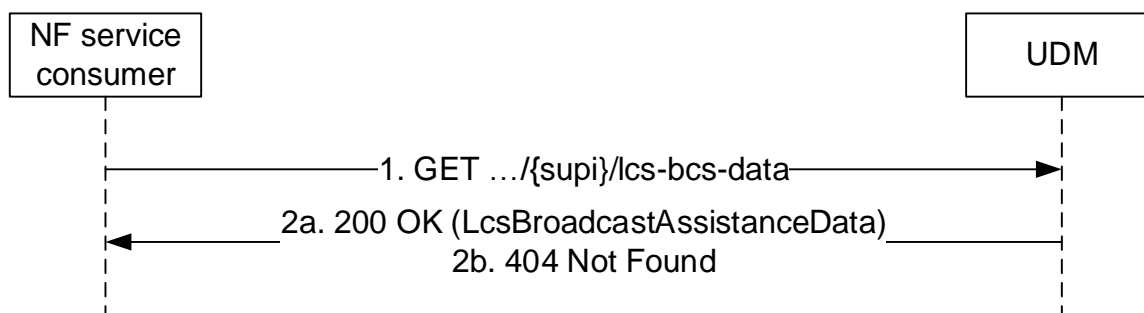 NF service
consumer
UDM
1. GET …/{supi}/lcs-bcs-data
2a. 200 OK (LcsBroadcastAssistanceData)
2b. 404 Not Found